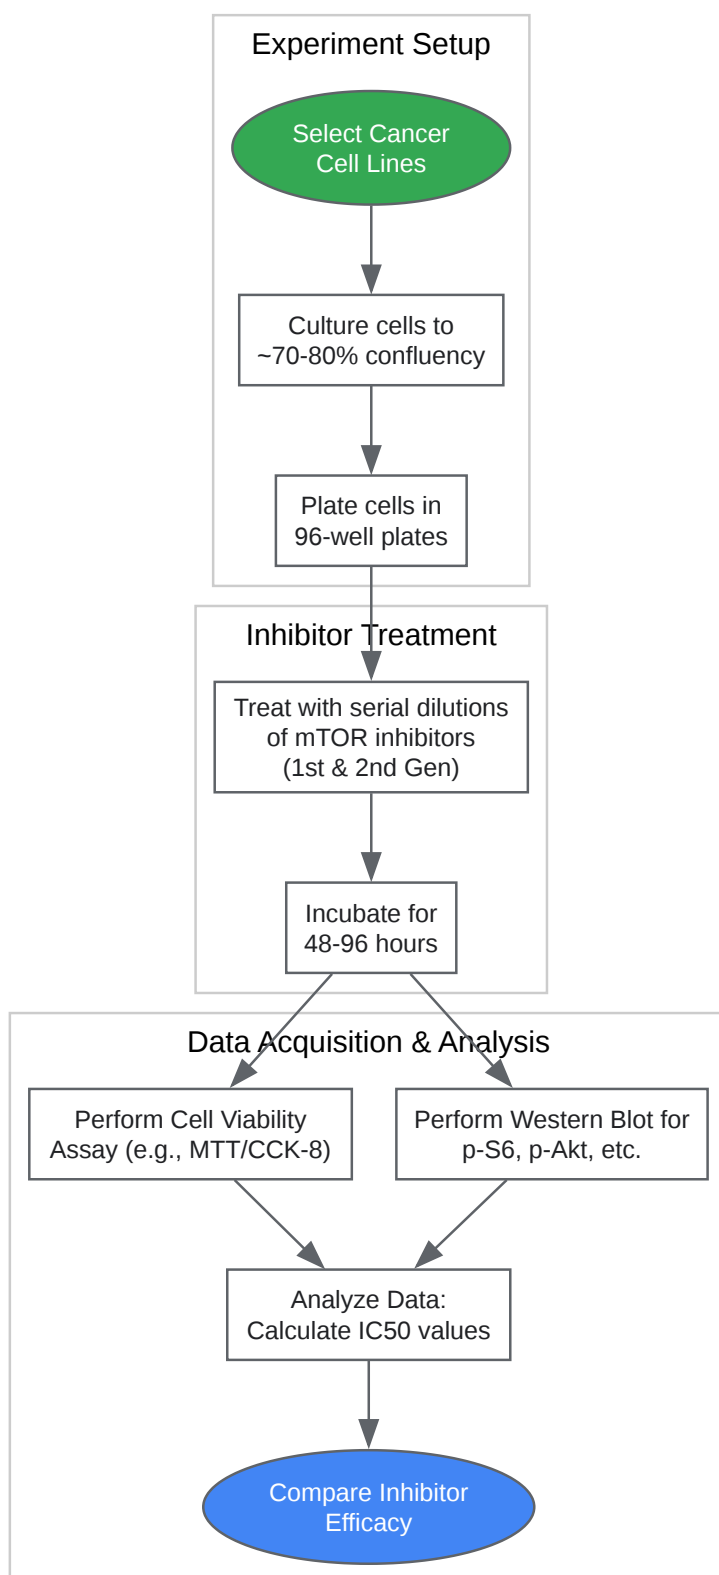 Experiment Setup
Select Cancer
Cell Lines
Culture cells to
~70-80% confluency
Plate cells in
96-well plates
Inhibitor Treatment
Treat with serial dilutions
of mTOR inhibitors
(1st & 2nd Gen)
Incubate for
48-96 hours
Data Acquisition & Analysis
Perform Cell Viability
Assay (e.g., MTT/CCK-8)
Perform Western Blot for
p-S6, p-Akt, etc.
Analyze Data:
Calculate IC50 values
Compare Inhibitor
Efficacy